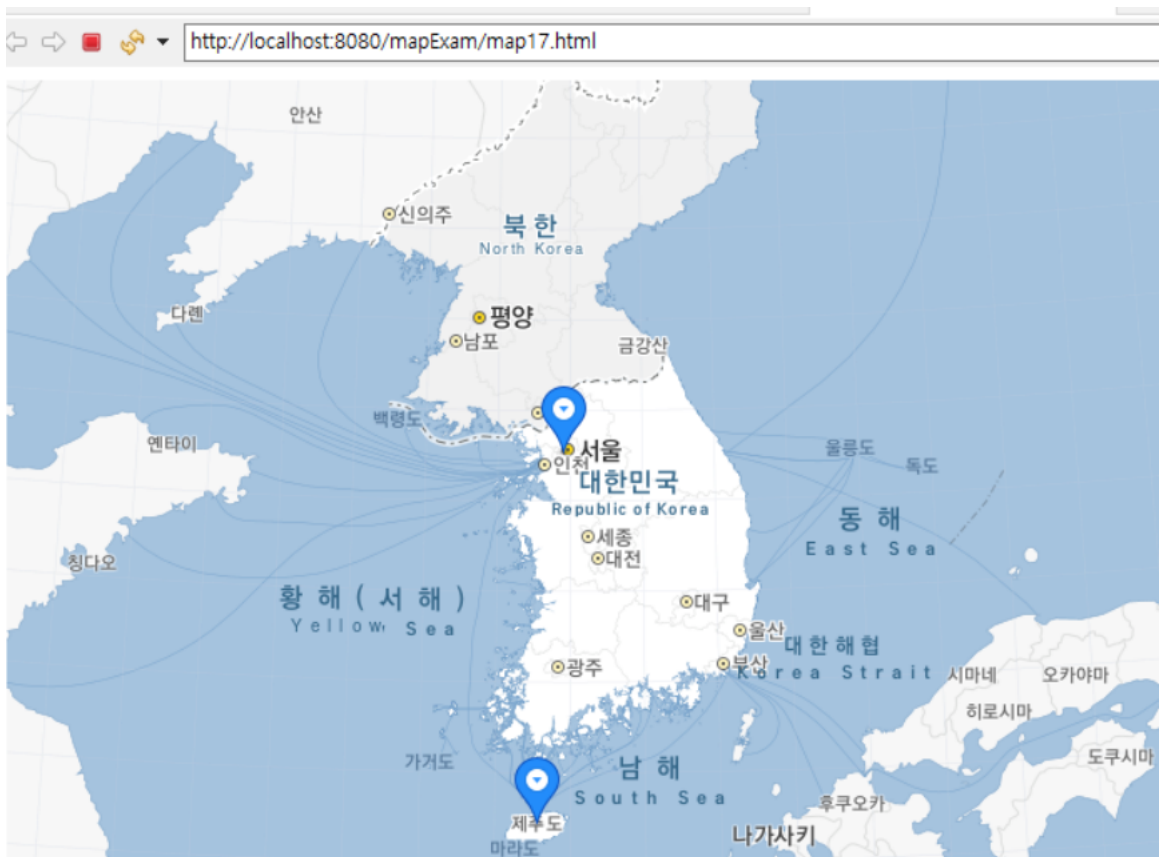 http://localhost:8080/mapExam/map17.html
안산
신의주
북한
North Korea
다롄
평양
남포
금강산
백령도
옌타이
서울
인천
대한민국
Republic of Korea
울릉도
독도
동 해
East Sea
세종
대전
칭다오
황 해 ( 서 해 )
Yellow Sea
대구
울산
대한해협
부산
Korea Strait
시마네
오카야마
광주
히로시마
가거도
남 해
South Sea
도쿠시마
후쿠오카
제주도
나가사키
마라도